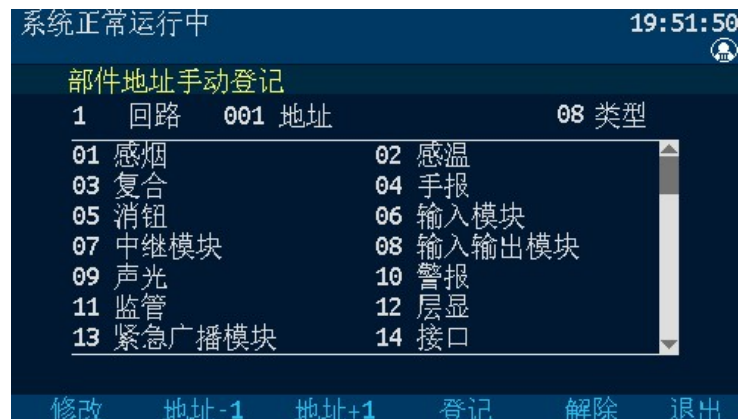 系统正常运行中 19:51:50
部件地址手动登记
1 回路 001 地址 08 类型
01 感烟 02 感温
03 复合 04 手报
05 消钮 06 输入模块
07 中继模块 08 输入输出模块
09 声光 10 警报
11 监管 12 层显
13 紧急广播模块 14 接口
修改 地址-1 地址+1 登记 解除 退出